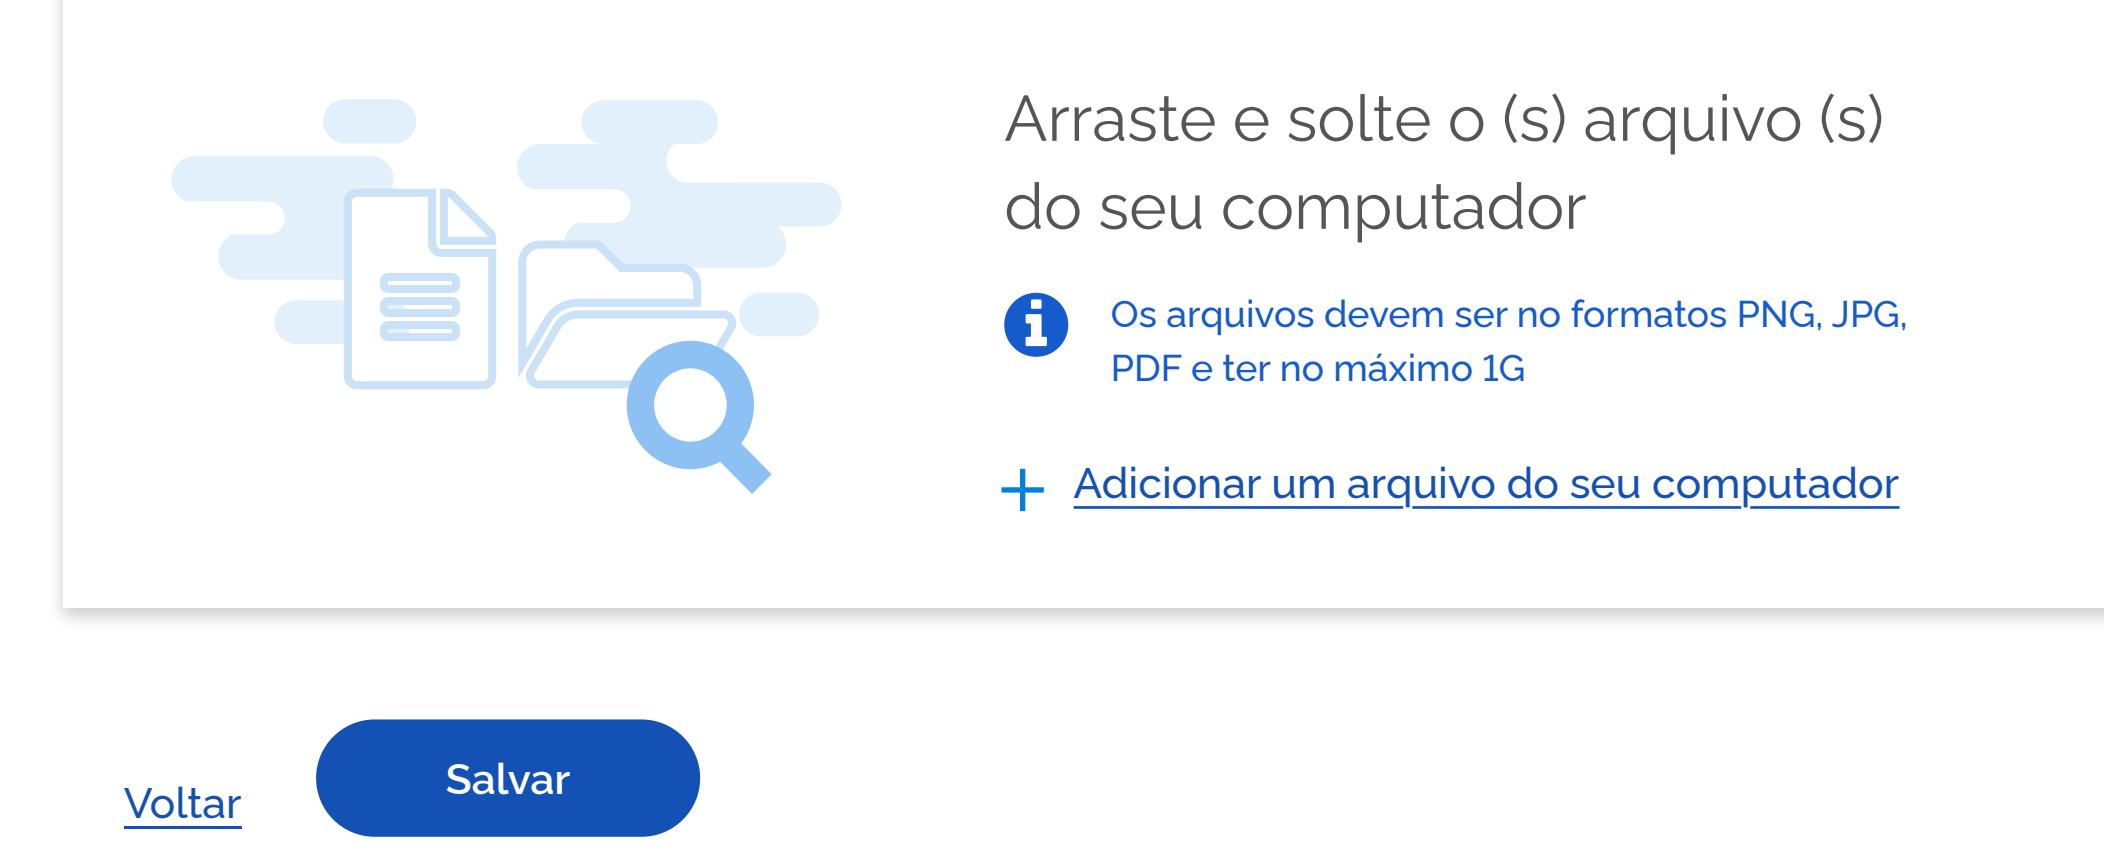 Arraste e solte o (s) arquivo (s)
do seu computador
Os arquivos devem ser no formatos PNG, JPG,
PDF e ter no máximo 1G
Adicionar um arquivo do seu computador
Salvar
Voltar